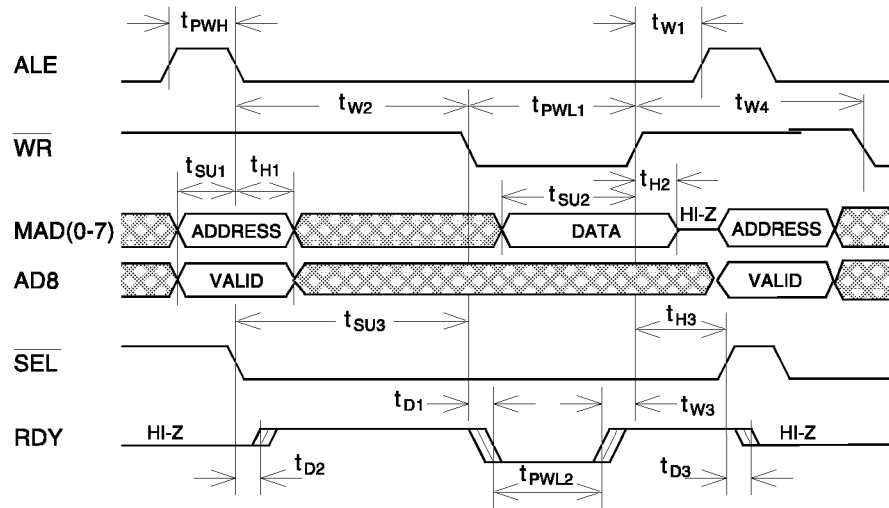 tPWH tW1
ALE
tW2 tPWL1 tW4
WR
tSU1 tH1 tSU2 tH2
MAD(0-7) ADDRESS DATA HI-Z ADDRESS
AD8 VALID VALID
tSU3 tH3
SEL
tD1 tW3
RDY HI-Z HI-Z
tD2 tPWL2 tD3